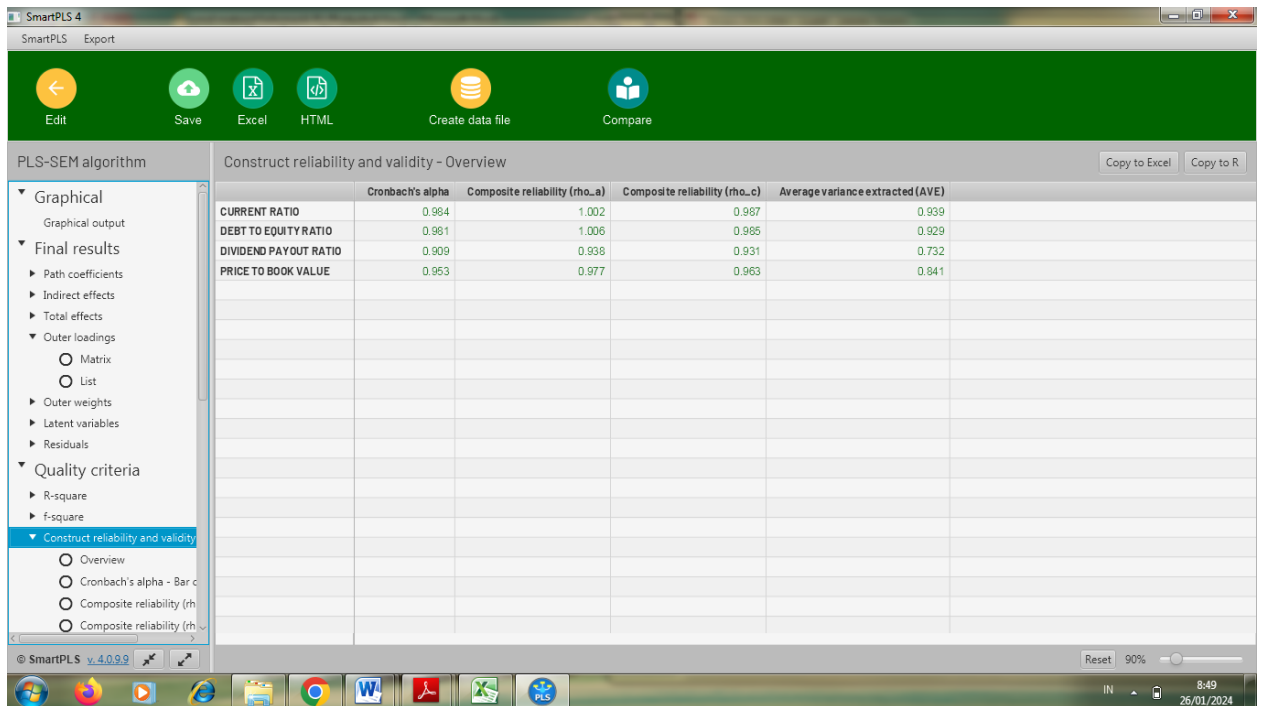 SmartPLS 4
SmartPLS Export
Edit Save Excel HTML Create data file Compare
PLS-SEM algorithm
Construct reliability and validity - Overview
Copy to Excel Copy to R
Graphical
Graphical output
Final results
Path coefficients
Indirect effects
Total effects
Outer loadings
Matrix
List
Outer weights
Latent variables
Residuals
Quality criteria
R-square
f-square
Construct reliability and validity
Overview
Cronbach's alpha - Bar c
Composite reliability (rh
Composite reliability (rh
Cronbach's alpha Composite reliability (rho_a) Composite reliability (rho_c) Average variance extracted (AVE)
CURRENT RATIO 0.984 1.002 0.987 0.939
DEBT TO EQUITY RATIO 0.981 1.006 0.985 0.929
DIVIDEND PAYOUT RATIO 0.909 0.938 0.931 0.732
PRICE TO BOOK VALUE 0.953 0.977 0.963 0.841
© SmartPLS v. 4.0.9.9
Reset 90%
PLS
IN 8:49
26/01/2024